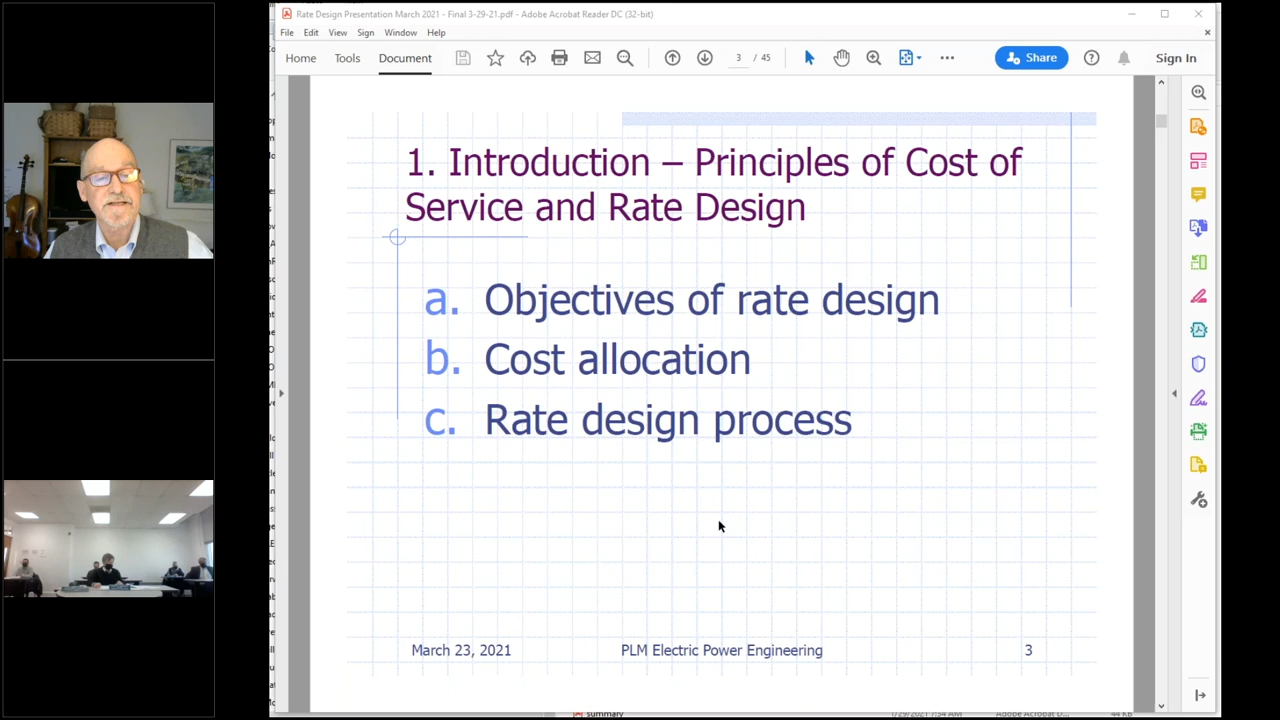 Rate Design Presentation March 2021 - Final 3-29-21.pdf - Adobe Acrobat Reader DC (32-bit)
File Edit View Sign Window Help
Home Tools Document 3 / 45 Share Sign In
1. Introduction – Principles of Cost of
Service and Rate Design
a. Objectives of rate design
b. Cost allocation
c. Rate design process
March 23, 2021 PLM Electric Power Engineering 3
summary